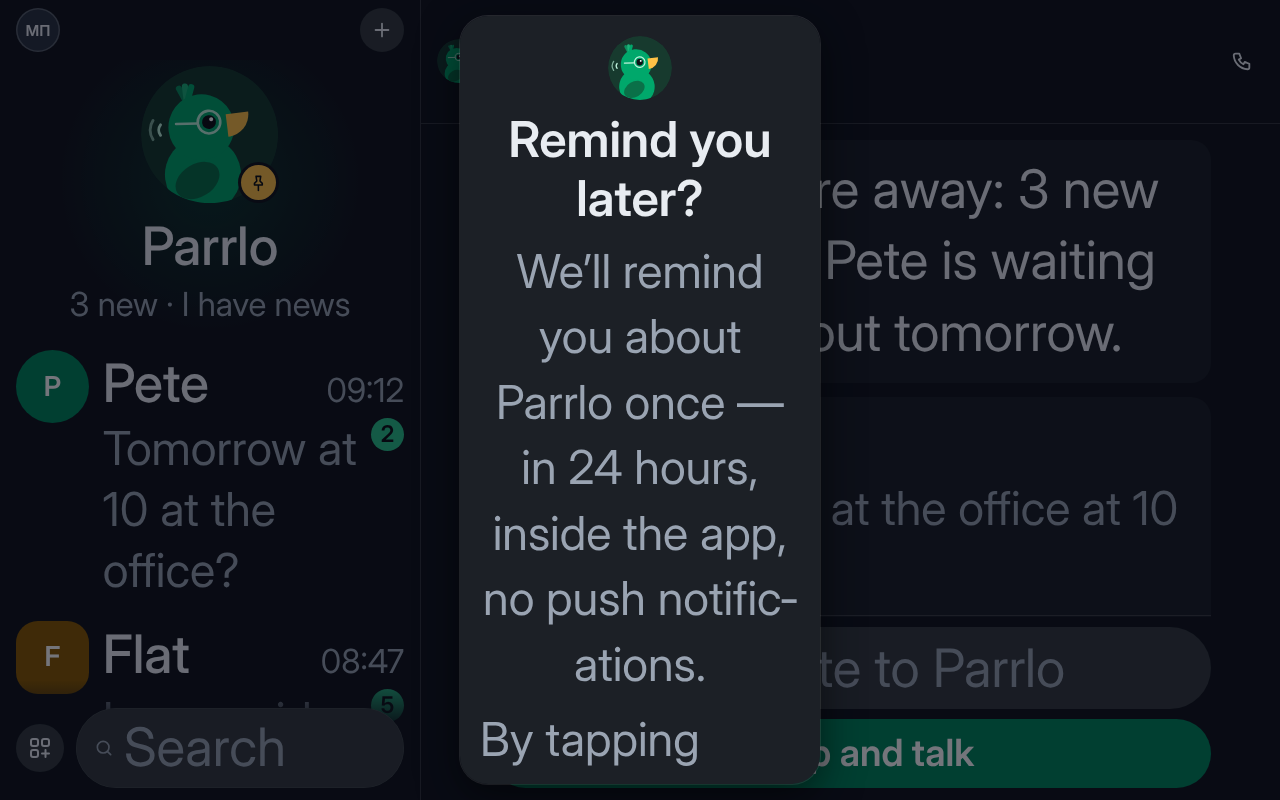 МП
Parrlo
3 new · I have news
P
Pete
09:12
Tomorrow at
10 at the
office?
2
F
Flat
08:47
5
Search
Remind you
later?
We’ll remind
you about
Parrlo once —
in 24 hours,
inside the app,
no push notific-
ations.
By tapping
re away: 3 new
Pete is waiting
out tomorrow.
at the office at 10
te to Parrlo
p and talk